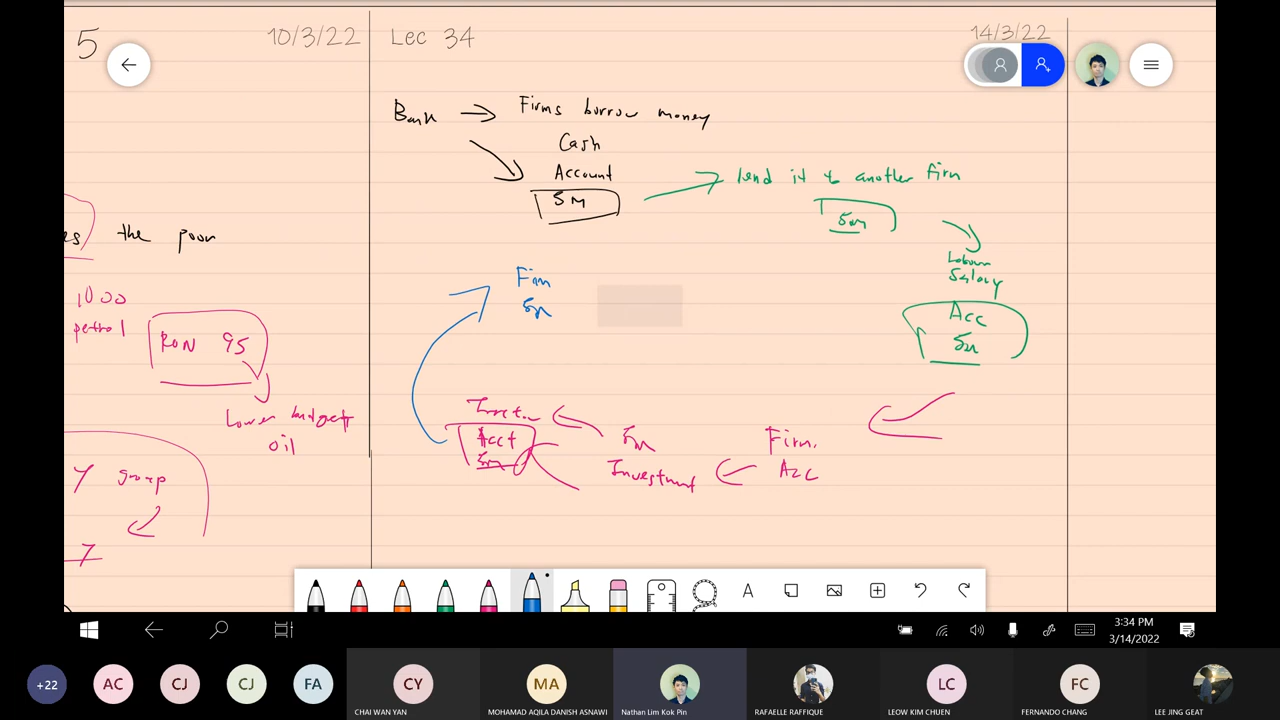 5
10/3/22
Lec 34
14/3/22
Bank → Firms borrow money
Cash
Account
5M
lend it to another firm
5m
Labour
Salary
Acc
5m
the poor
1000
petrol
RON 95
Lower budget
oil
Y group
7
Firm
5m
Acct
5m
5m
Investment
Firm.
Acc
A
3:34 PM
3/14/2022
+22
AC
CJ
CJ
FA
CY
MA
LC
FC
CHAI WAN YAN
MOHAMAD AQILA DANISH ASNAWI
Nathan Lim Kok Pin
RAFAELLE RAFFIQUE
LEOW KIM CHUEN
FERNANDO CHANG
LEE JING GEAT